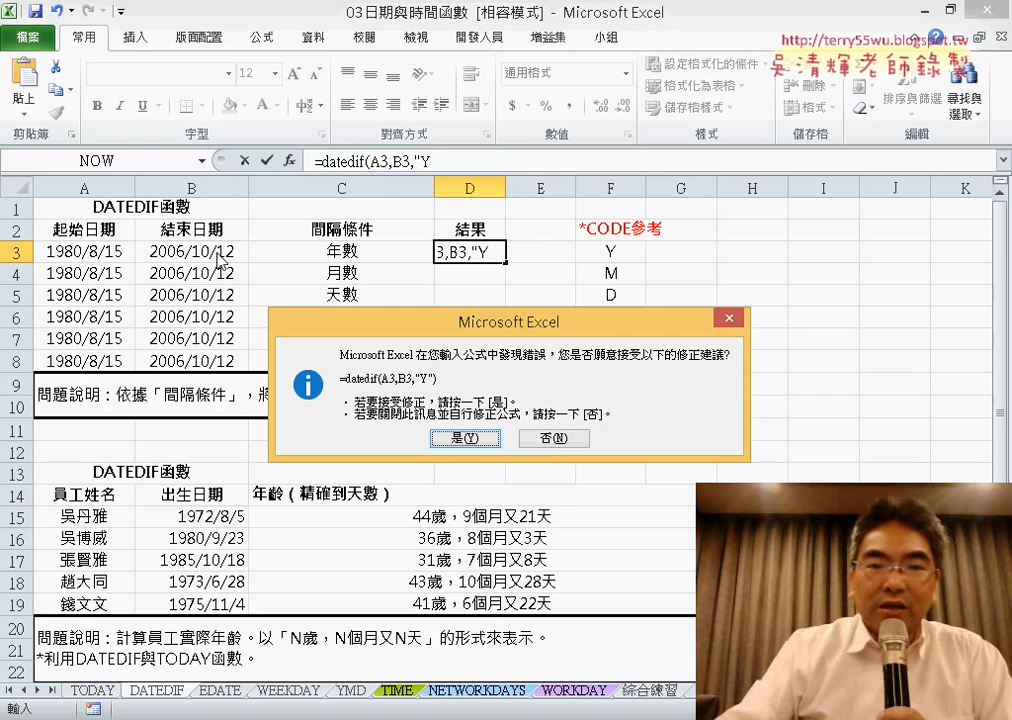 03日期與時間函數 [相容模式] - Microsoft Excel
檔案 常用 插入 版面配置 公式 資料 校閱 檢視 開發人員 增益集 小組
http://terry55wu.blogspot.tw
吳清輝老師錄製
貼上 12 通用格式 設定格式化的條件 格式化為表格 儲存格樣式 刪除 格式 排序與篩選 尋找與選取
剪貼簿 字型 對齊方式 數值 樣式 儲存格 編輯
NOW =datedif(A3,B3,"Y
A B C D E F G H I J K
1 DATEDIF函數
2 起始日期 結束日期 間隔條件 結果 *CODE參考
3 1980/8/15 2006/10/12 年數 3,B3,"Y Y
4 1980/8/15 2006/10/12 月數 M
5 1980/8/15 2006/10/12 天數 D
6 1980/8/15 2006/10/12
7 1980/8/15 2006/10/12
8 1980/8/15 2006/10/12
9 問題說明：依據「間隔條件」，將
10
11
12
Microsoft Excel
Microsoft Excel 在您輸入公式中發現錯誤，您是否願意接受以下的修正建議?
=datedif(A3,B3,"Y")
• 若要接受修正，請按一下 [是]。
• 若要關閉此訊息並自行修正公式，請按一下 [否]。
是(Y) 否(N)
13 DATEDIF函數
14 員工姓名 出生日期 年齡（精確到天數）
15 吳丹雅 1972/8/5 44歲，9個月又21天
16 吳博威 1980/9/23 36歲，8個月又3天
17 張賢雅 1985/10/18 31歲，7個月又8天
18 趙大同 1973/6/28 43歲，10個月又28天
19 錢文文 1975/11/4 41歲，6個月又22天
20 問題說明：計算員工實際年齡。以「N歲，N個月又N天」的形式來表示。
21 *利用DATEDIF與TODAY函數。
22
TODAY DATEDIF EDATE WEEKDAY YMD TIME NETWORKDAYS WORKDAY 綜合練習
輸入